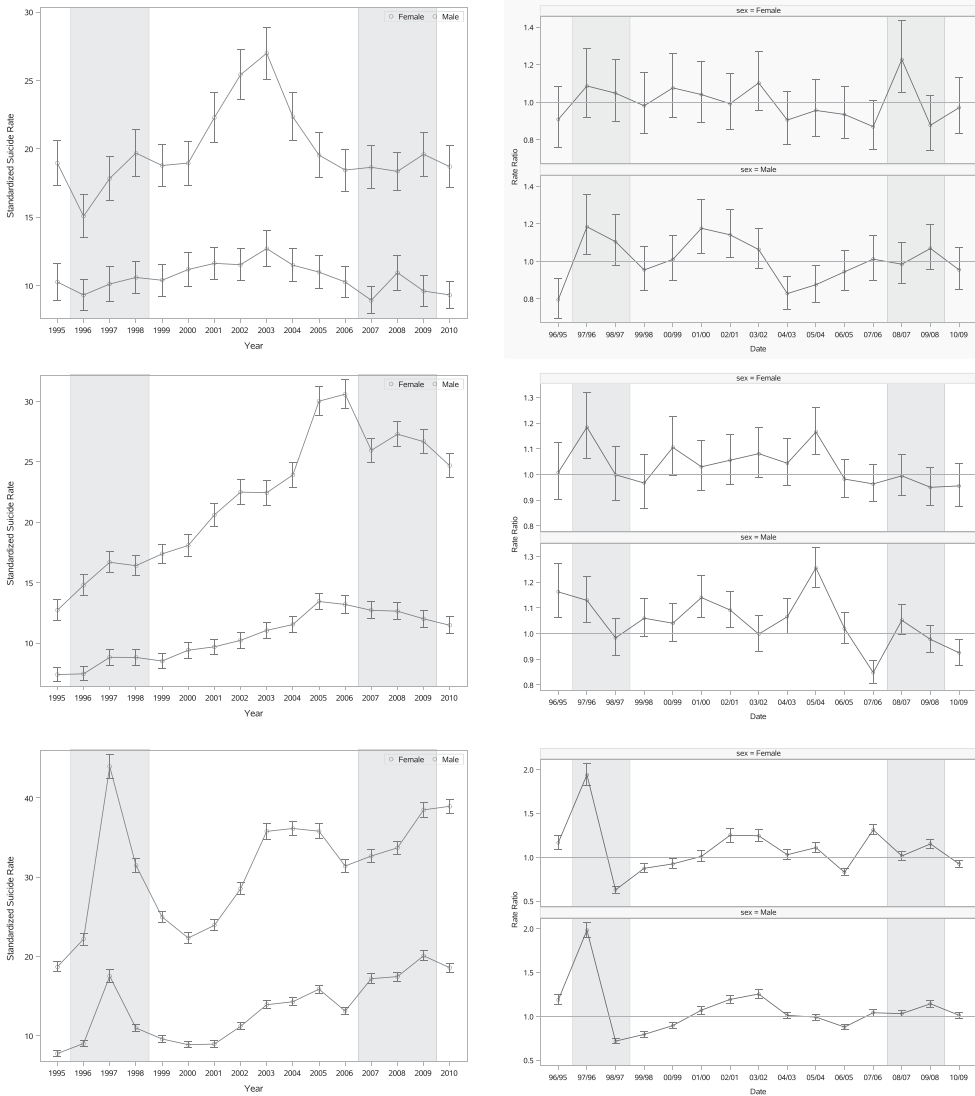 Female Male
30
25
20
15
10
Standardized Suicide Rate
1995 1996 1997 1998 1999 2000 2001 2002 2003 2004 2005 2006 2007 2008 2009 2010
Year
sex = Female
1.4
1.2
1.0
0.8
Rate Ratio
sex = Male
1.4
1.2
1.0
0.8
96/95 97/96 98/97 99/98 00/99 01/00 02/01 03/02 04/03 05/04 06/05 07/06 08/07 09/08 10/09
Date
Female Male
30
25
20
15
10
Standardized Suicide Rate
1995 1996 1997 1998 1999 2000 2001 2002 2003 2004 2005 2006 2007 2008 2009 2010
Year
sex = Female
1.3
1.2
1.1
1.0
0.9
0.8
Rate Ratio
sex = Male
1.3
1.2
1.1
1.0
0.9
0.8
96/95 97/96 98/97 99/98 00/99 01/00 02/01 03/02 04/03 05/04 06/05 07/06 08/07 09/08 10/09
Date
Female Male
40
30
20
10
Standardized Suicide Rate
1995 1996 1997 1998 1999 2000 2001 2002 2003 2004 2005 2006 2007 2008 2009 2010
Year
sex = Female
2.0
1.5
1.0
0.5
Rate Ratio
sex = Male
2.0
1.5
1.0
0.5
96/95 97/96 98/97 99/98 00/99 01/00 02/01 03/02 04/03 05/04 06/05 07/06 08/07 09/08 10/09
Date